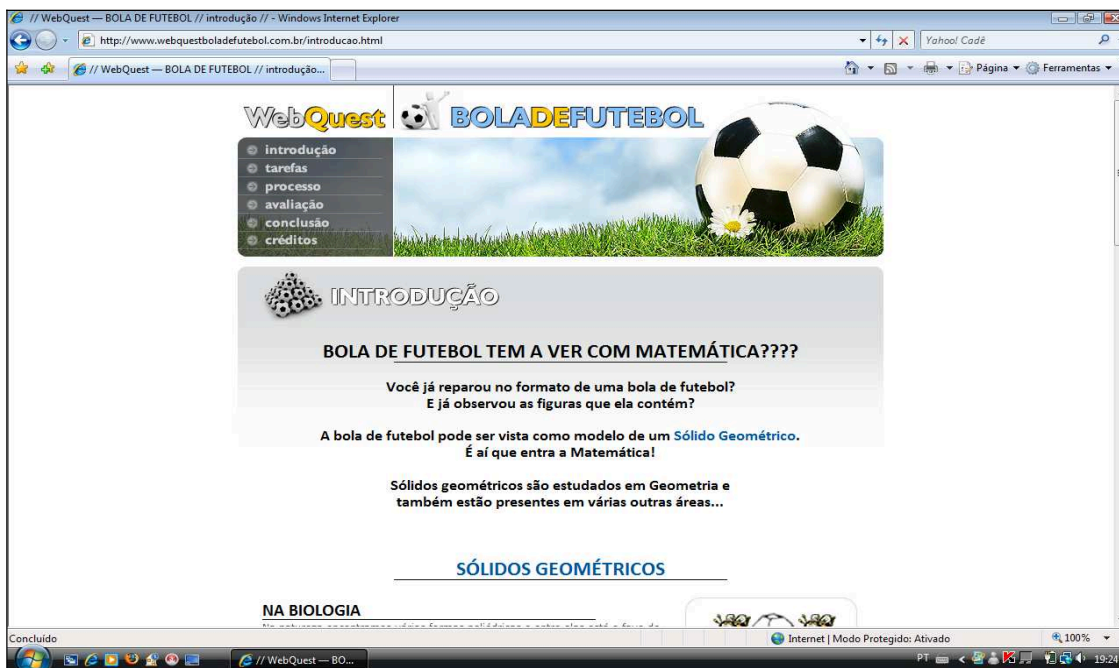 // WebQuest — BOLA DE FUTEBOL // introdução // - Windows Internet Explorer
http://www.webquestboladefutebol.com.br/introducao.html
Yahoo! Cadê
// WebQuest — BOLA DE FUTEBOL // introdução...
Página
Ferramentas
WebQuest
BOLADEFUTEBOL
introdução
tarefas
processo
avaliação
conclusão
créditos
INTRODUÇÃO
BOLA DE FUTEBOL TEM A VER COM MATEMÁTICA????
Você já reparou no formato de uma bola de futebol?
E já observou as figuras que ela contém?
A bola de futebol pode ser vista como modelo de um Sólido Geométrico.
É aí que entra a Matemática!
Sólidos geométricos são estudados em Geometria e
também estão presentes em várias outras áreas...
SÓLIDOS GEOMÉTRICOS
NA BIOLOGIA
Concluído
Internet | Modo Protegido: Ativado
100%
// WebQuest — BO...
PT
19:24